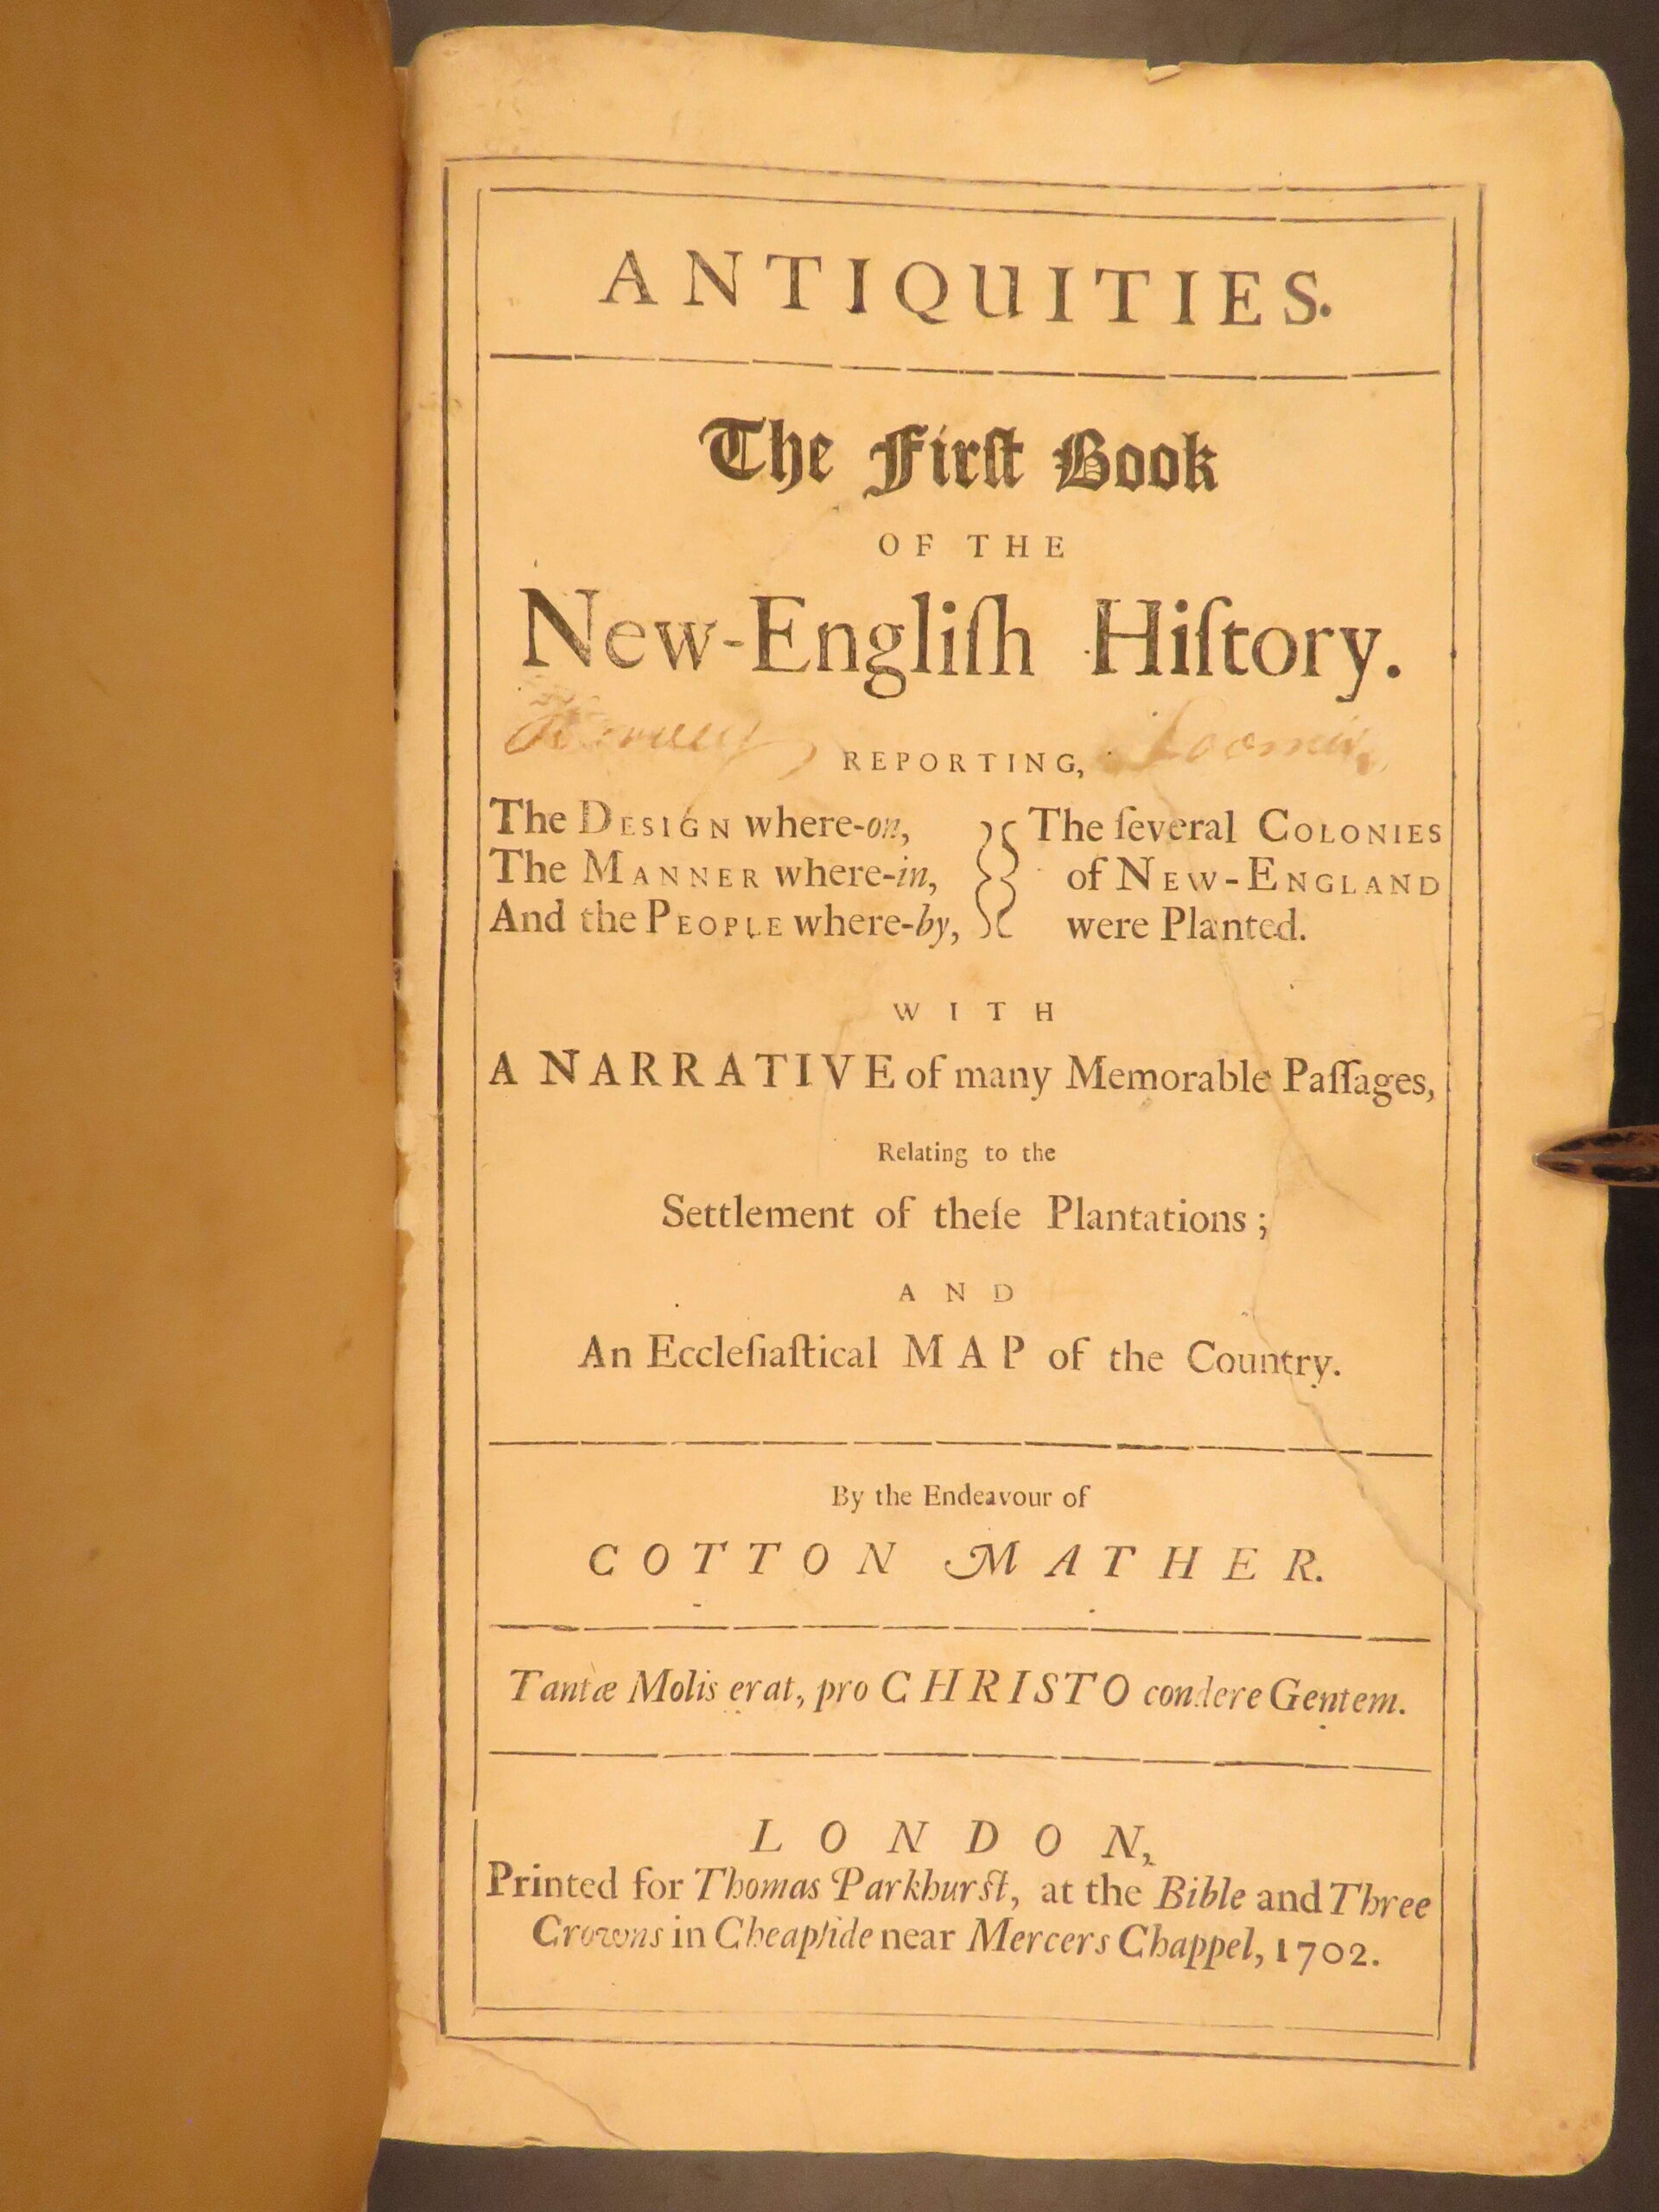 ANTIQUITIES.
The Firſt Book
OF THE
New-Engliſh Hiſtory.
Loomis
REPORTING,
The DESIGN where-on,
The MANNER where-in,
And the PEOPLE where-by,
The ſeveral COLONIES
of NEW-ENGLAND
were Planted.
WITH
A NARRATIVE of many Memorable Paſſages,
Relating to the
Settlement of theſe Plantations;
AND
An Eccleſiaſtical MAP of the Country.
By the Endeavour of
COTTON MATHER.
Tantæ Molis erat, pro CHRISTO condere Gentem.
LONDON,
Printed for Thomas Parkhurſt, at the Bible and Three
Crowns in Cheapſide near Mercers Chappel, 1702.